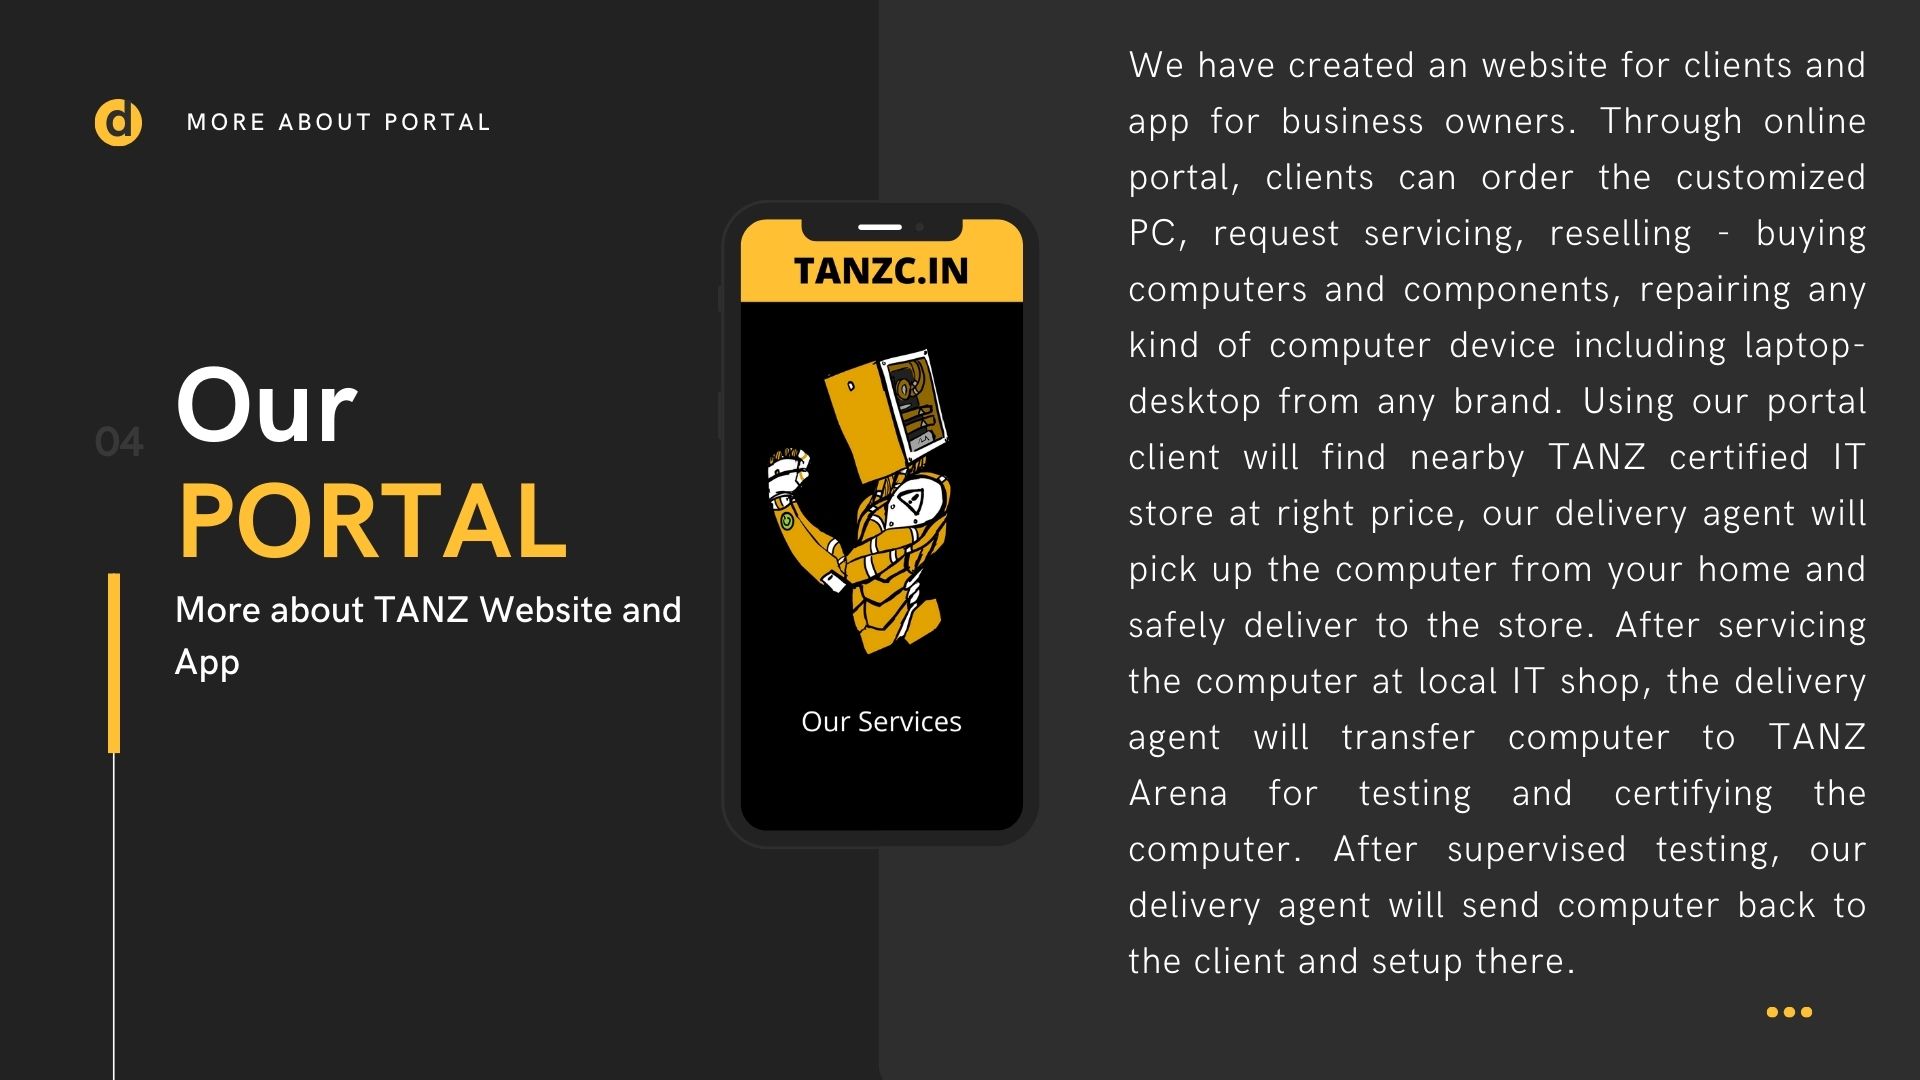 d
MORE ABOUT PORTAL
04
Our
PORTAL
More about TANZ Website and
App
TANZC.IN
Our Services
We have created an website for clients and
app for business owners. Through online
portal, clients can order the customized
PC, request servicing, reselling - buying
computers and components, repairing any
kind of computer device including laptop-
desktop from any brand. Using our portal
client will find nearby TANZ certified IT
store at right price, our delivery agent will
pick up the computer from your home and
safely deliver to the store. After servicing
the computer at local IT shop, the delivery
agent will transfer computer to TANZ
Arena for testing and certifying the
computer. After supervised testing, our
delivery agent will send computer back to
the client and setup there.